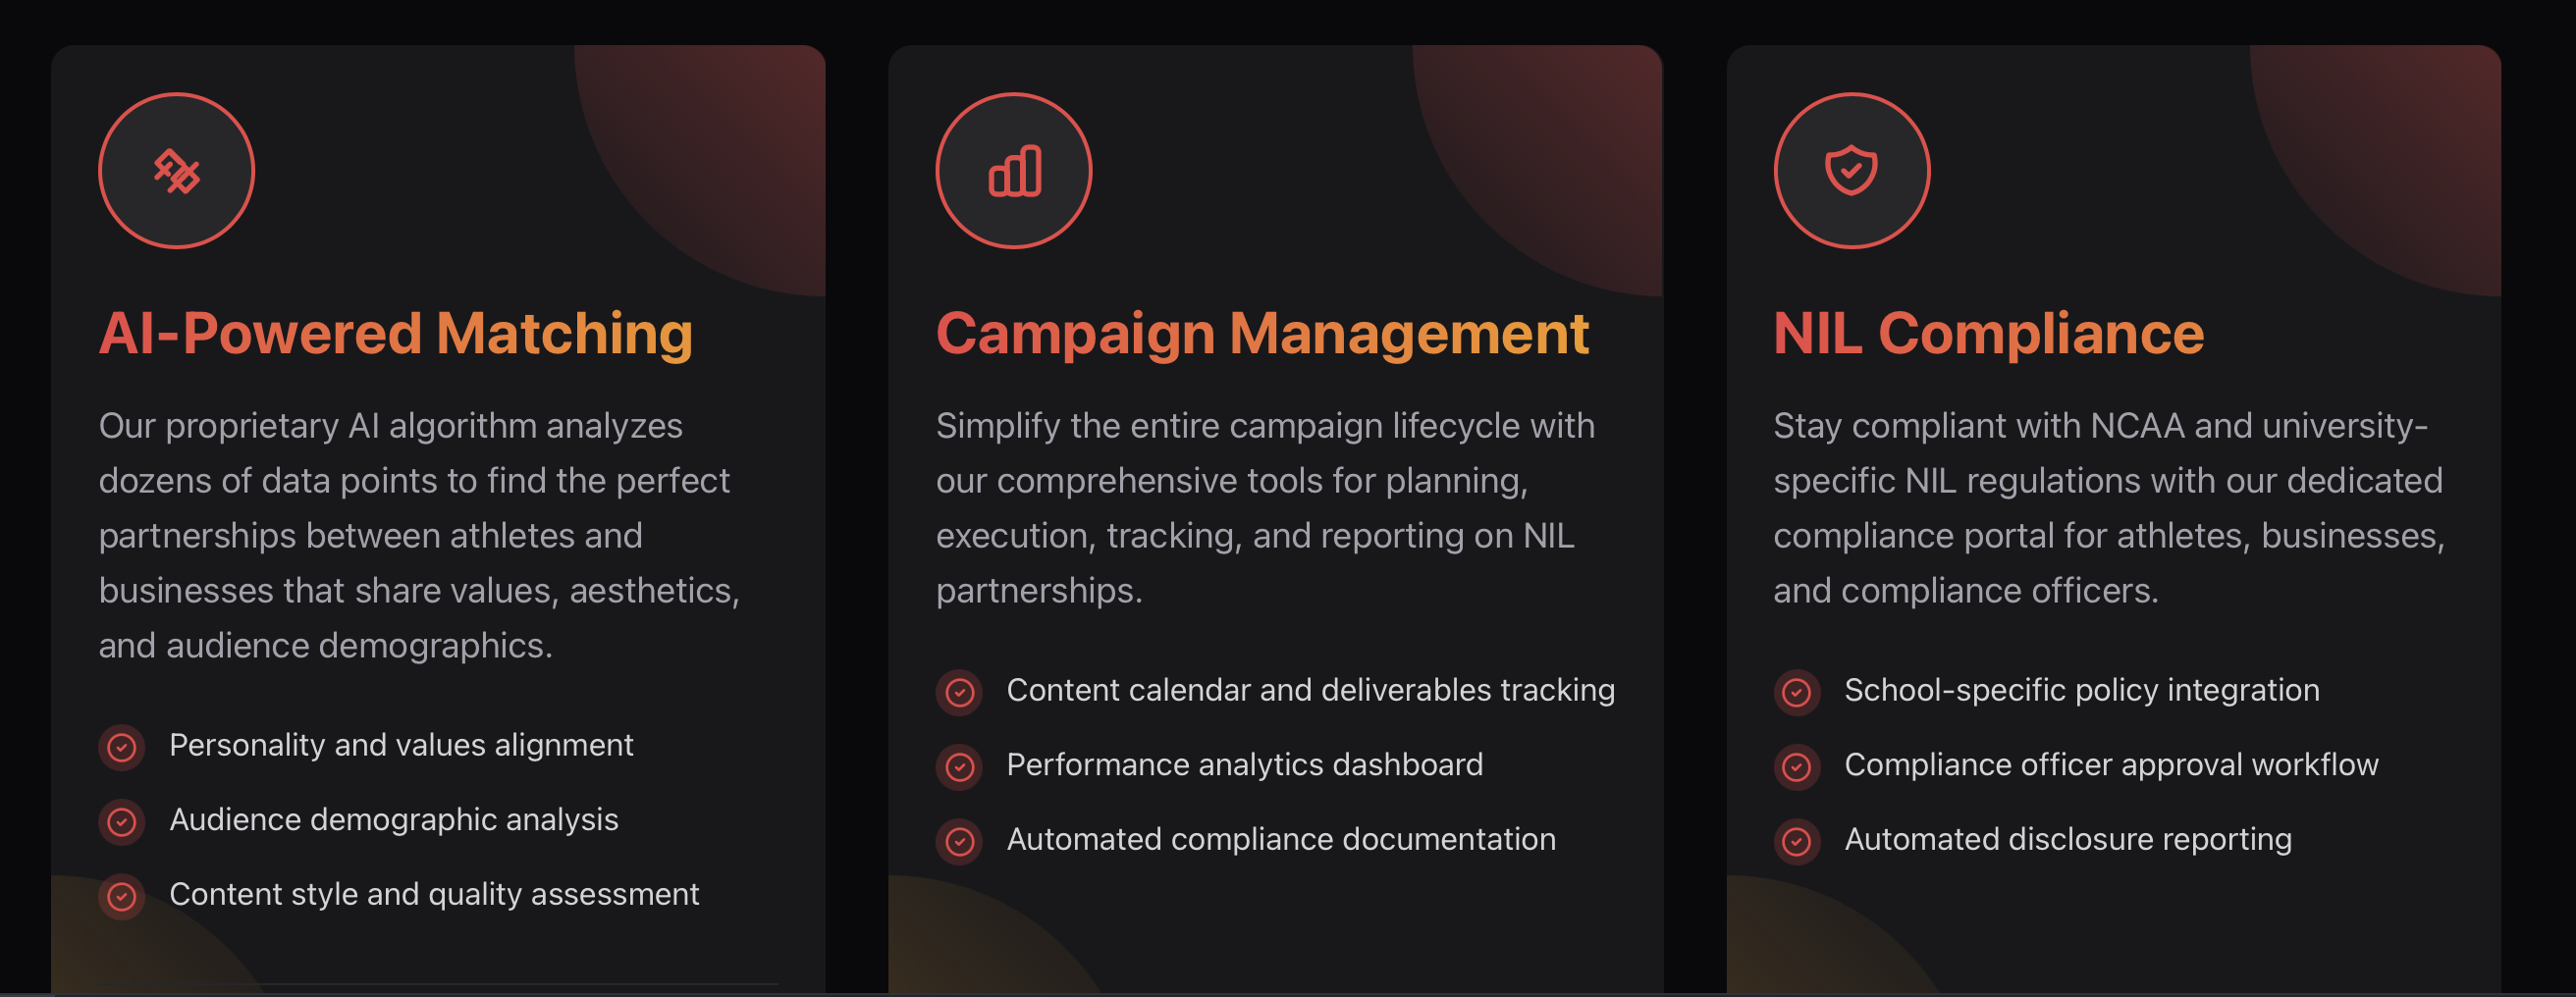 AI-Powered Matching
Our proprietary AI algorithm analyzes
dozens of data points to find the perfect
partnerships between athletes and
businesses that share values, aesthetics,
and audience demographics.
Personality and values alignment
Audience demographic analysis
Content style and quality assessment
Campaign Management
Simplify the entire campaign lifecycle with
our comprehensive tools for planning,
execution, tracking, and reporting on NIL
partnerships.
Content calendar and deliverables tracking
Performance analytics dashboard
Automated compliance documentation
NIL Compliance
Stay compliant with NCAA and university-
specific NIL regulations with our dedicated
compliance portal for athletes, businesses,
and compliance officers.
School-specific policy integration
Compliance officer approval workflow
Automated disclosure reporting